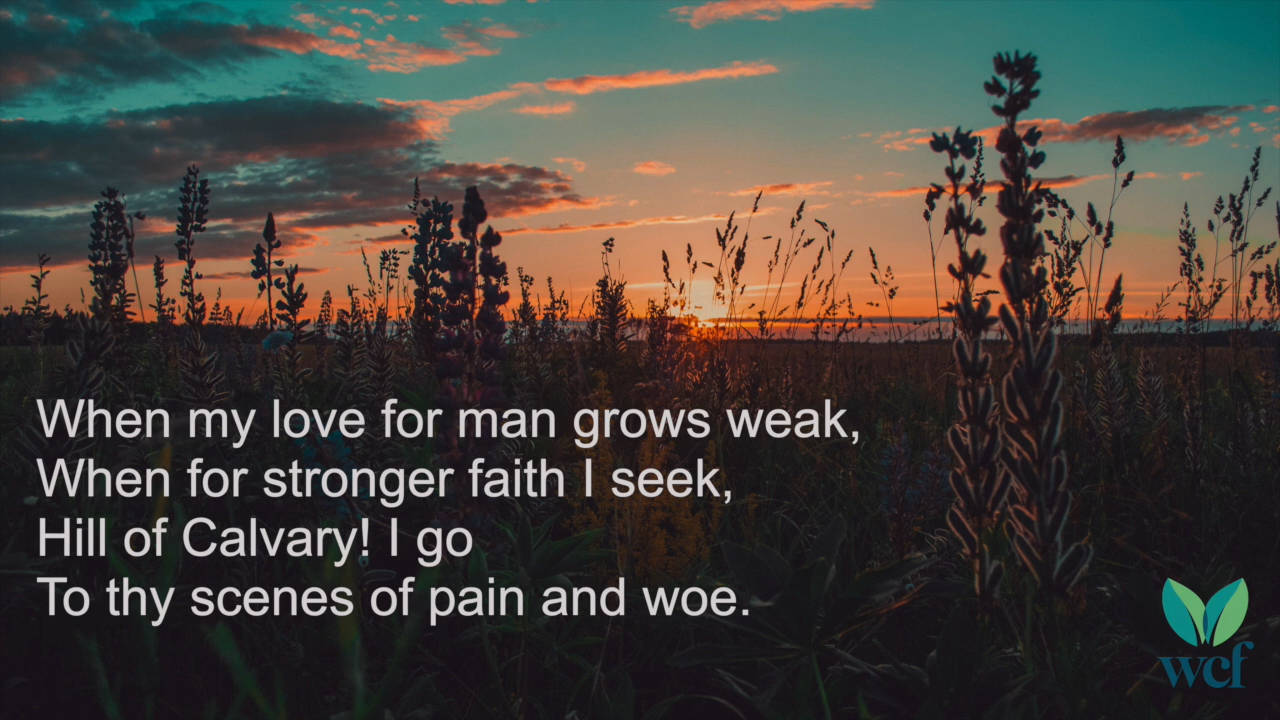 When my love for man grows weak,
When for stronger faith I seek,
Hill of Calvary! I go
To thy scenes of pain and woe.
wcf